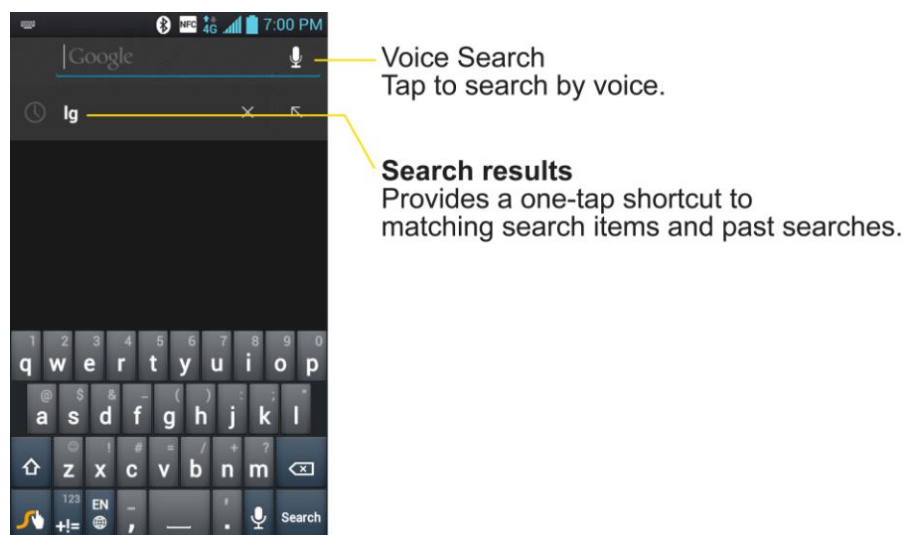 NFC 4G 7:00 PM
Google
Voice Search
Tap to search by voice.
lg
Search results
Provides a one-tap shortcut to
matching search items and past searches.
1 2 3 4 5 6 7 8 9 0
q w e r t y u i o p
@ $ & _ ( ) : ; "
a s d f g h j k l
! # = / + ?
z x c v b n m
123 EN - '
+!= , . Search